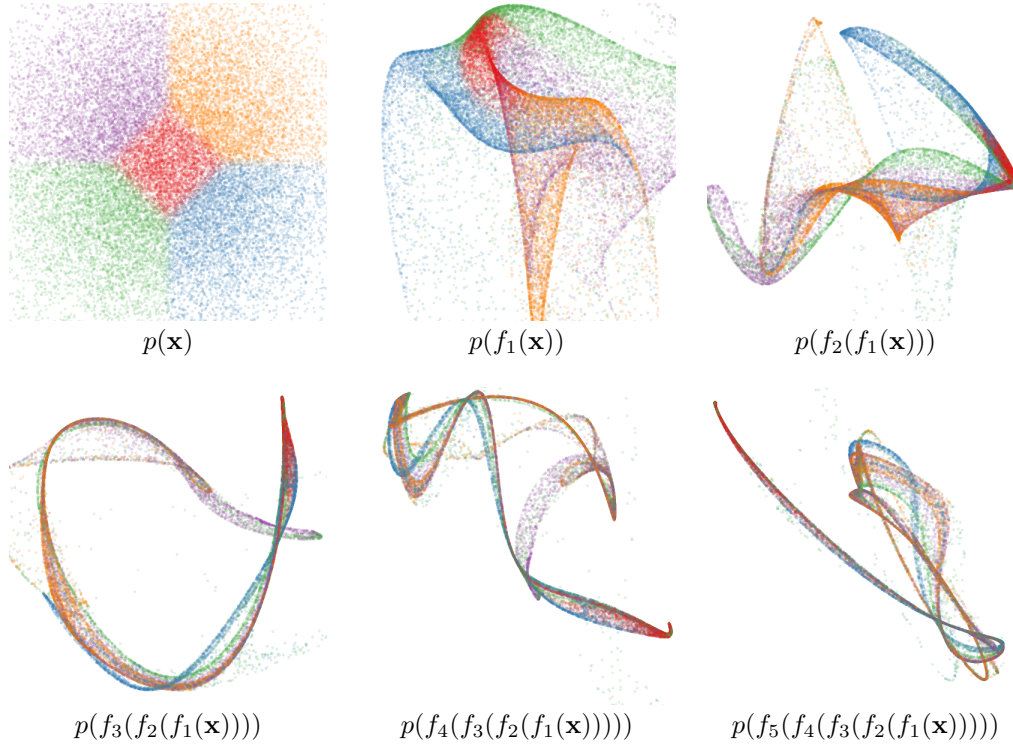 p(x)
p(f₁(x))
p(f₂(f₁(x)))
p(f₃(f₂(f₁(x))))
p(f₄(f₃(f₂(f₁(x)))))
p(f₅(f₄(f₃(f₂(f₁(x)))))